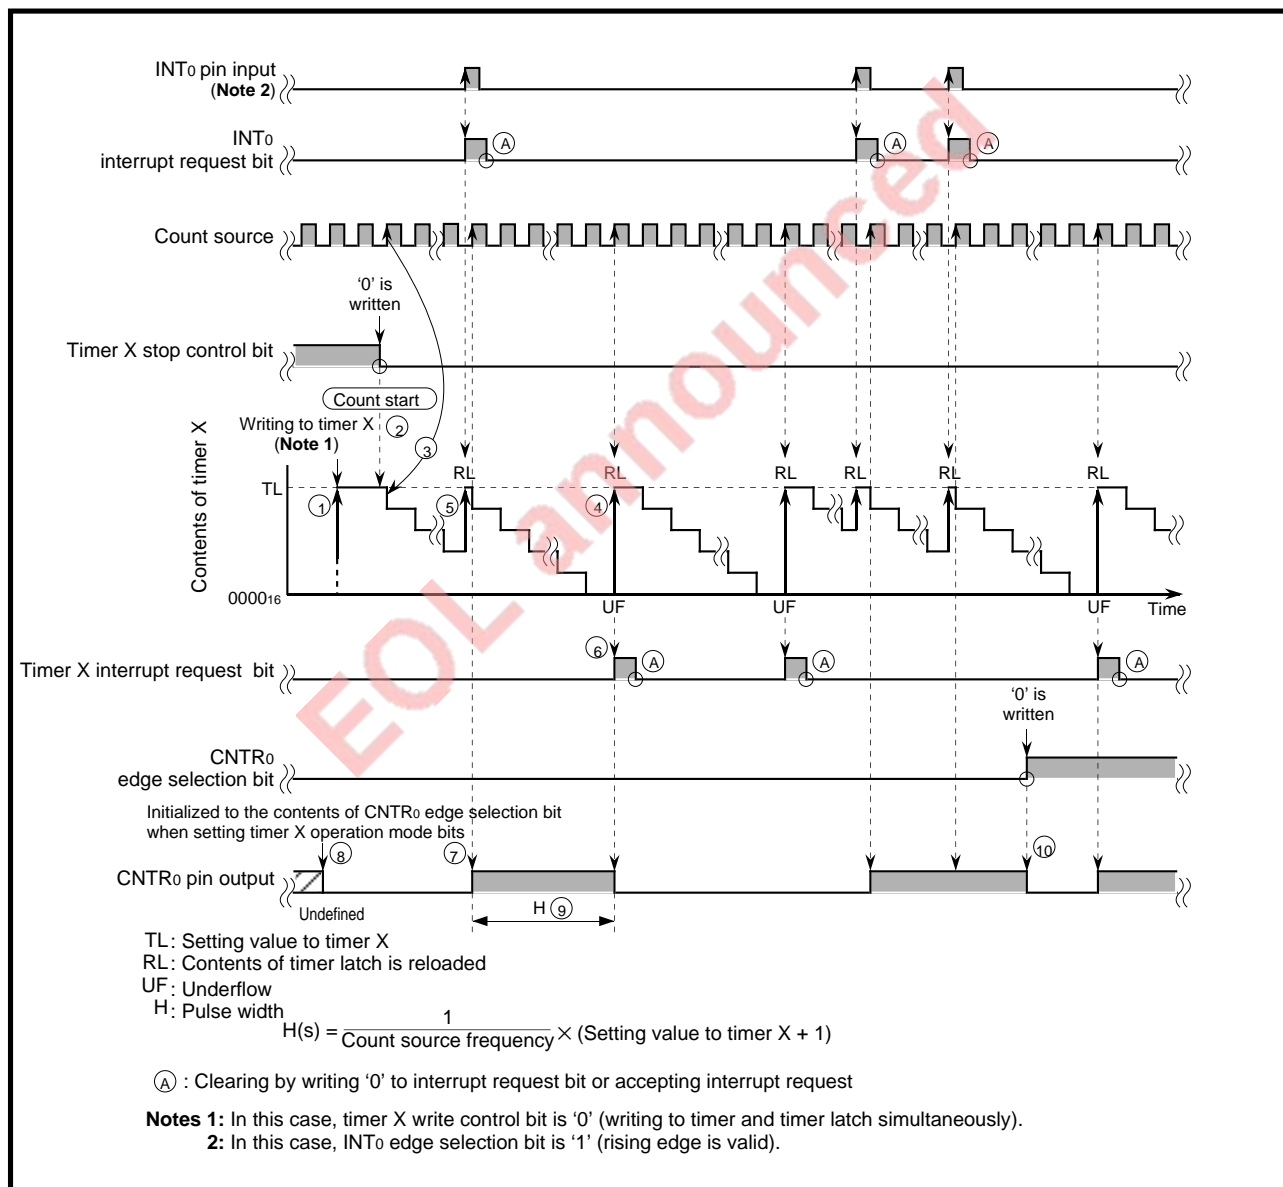 INT0 pin input
(Note 2)
INT0
interrupt request bit
A
A
A
Count source
‘0’ is
written
Timer X stop control bit
Count start
Writing to timer X
(Note 1)
2
3
Contents of timer X
TL
1
RL
5
RL
4
RL
RL
RL
RL
000016
UF
UF
UF
Time
Timer X interrupt request bit
6
A
A
A
‘0’ is
written
CNTR0
edge selection bit
Initialized to the contents of CNTR0 edge selection bit
when setting timer X operation mode bits
8
7
10
CNTR0 pin output
Undefined
H 9
TL : Setting value to timer X
RL : Contents of timer latch is reloaded
UF : Underflow
H : Pulse width
H(s) = 1 / Count source frequency × (Setting value to timer X + 1)
A : Clearing by writing ‘0’ to interrupt request bit or accepting interrupt request
Notes 1: In this case, timer X write control bit is ‘0’ (writing to timer and timer latch simultaneously).
2: In this case, INT0 edge selection bit is ‘1’ (rising edge is valid).
EOL announced